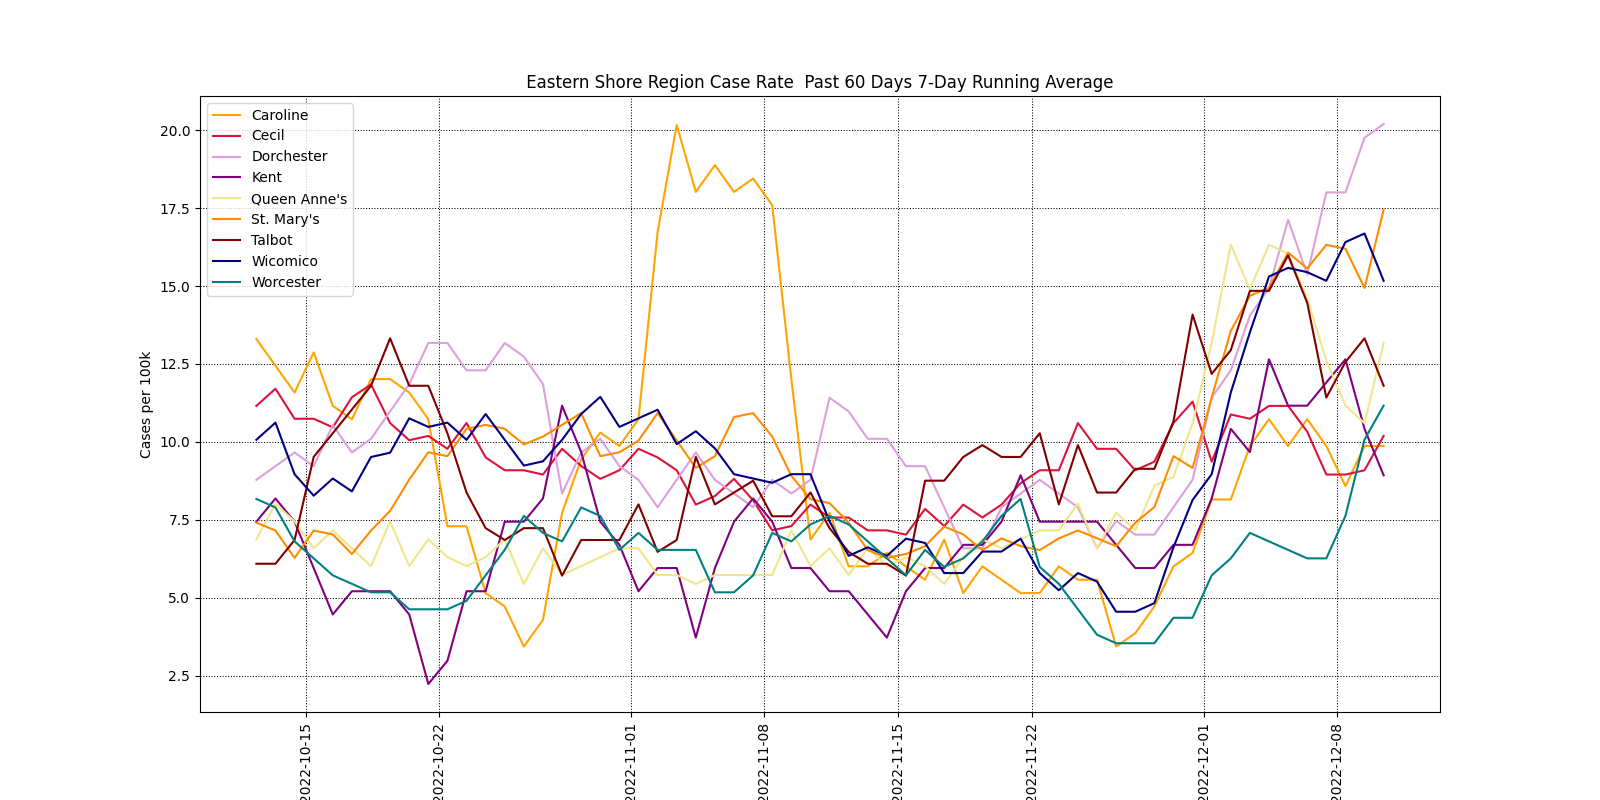 Eastern Shore Region Case Rate  Past 60 Days 7-Day Running Average
Caroline
Cecil
Dorchester
Kent
Queen Anne's
St. Mary's
Talbot
Wicomico
Worcester
Cases per 100k
20.0
17.5
15.0
12.5
10.0
7.5
5.0
2.5
2022-10-15
2022-10-22
2022-11-01
2022-11-08
2022-11-15
2022-11-22
2022-12-01
2022-12-08